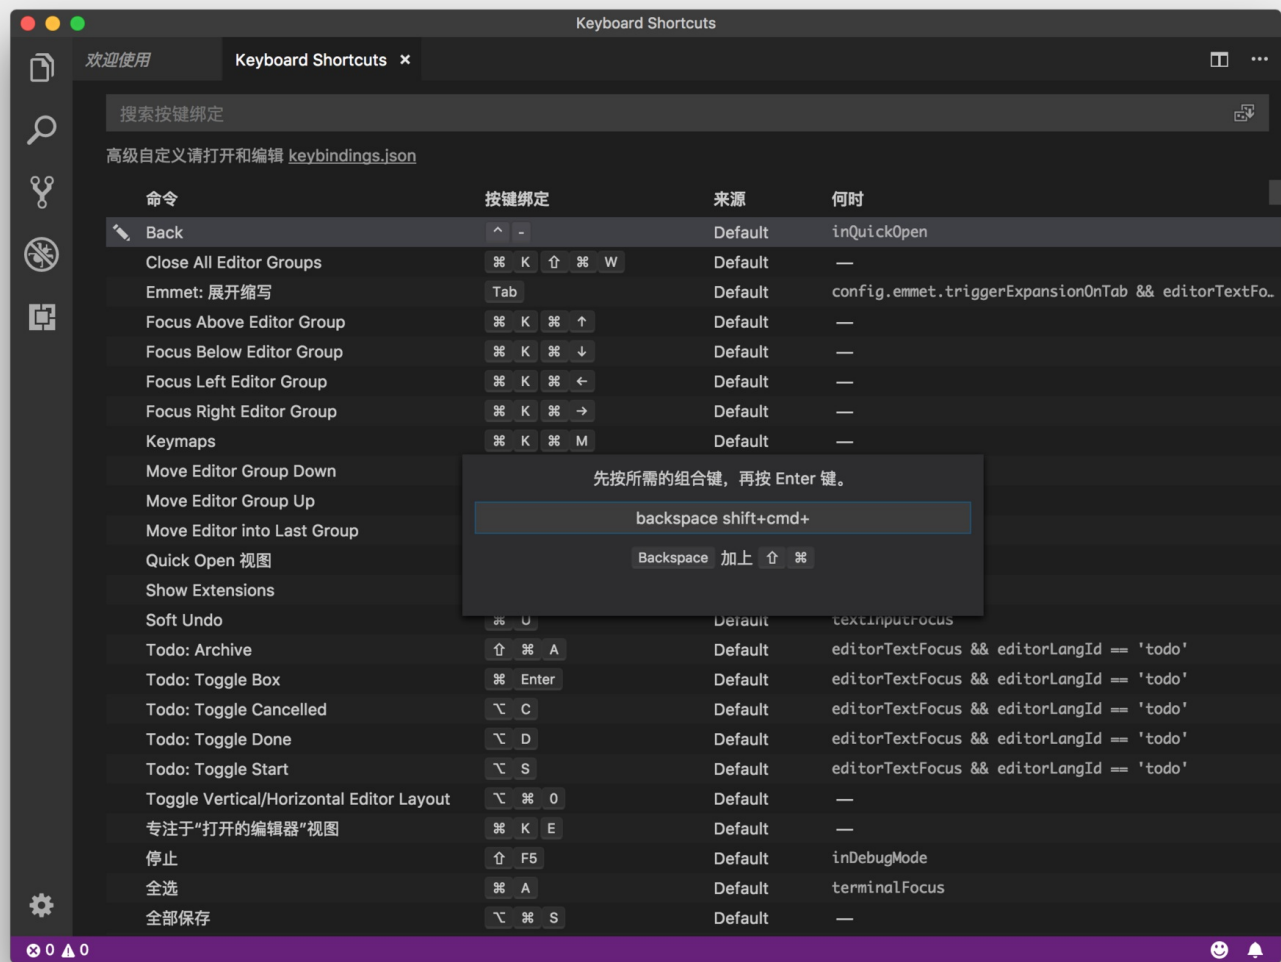 Keyboard Shortcuts
欢迎使用 Keyboard Shortcuts ×
搜索按键绑定
高级自定义请打开和编辑 keybindings.json
命令 按键绑定 来源 何时
Back ^ - Default inQuickOpen
Close All Editor Groups ⌘ K ⇧ ⌘ W Default —
Emmet: 展开缩写 Tab Default config.emmet.triggerExpansionOnTab && editorTextFo…
Focus Above Editor Group ⌘ K ⌘ ↑ Default —
Focus Below Editor Group ⌘ K ⌘ ↓ Default —
Focus Left Editor Group ⌘ K ⌘ ← Default —
Focus Right Editor Group ⌘ K ⌘ → Default —
Keymaps ⌘ K ⌘ M Default —
Move Editor Group Down
先按所需的组合键，再按 Enter 键。
Move Editor Group Up
backspace shift+cmd+
Move Editor into Last Group
Quick Open 视图
Backspace 加上 ⇧ ⌘
Show Extensions
Soft Undo ⌘ U Default textInputFocus
Todo: Archive ⇧ ⌘ A Default editorTextFocus && editorLangId == 'todo'
Todo: Toggle Box ⌘ Enter Default editorTextFocus && editorLangId == 'todo'
Todo: Toggle Cancelled ⌥ C Default editorTextFocus && editorLangId == 'todo'
Todo: Toggle Done ⌥ D Default editorTextFocus && editorLangId == 'todo'
Todo: Toggle Start ⌥ S Default editorTextFocus && editorLangId == 'todo'
Toggle Vertical/Horizontal Editor Layout ⌥ ⌘ 0 Default —
专注于“打开的编辑器”视图 ⌘ K E Default —
停止 ⇧ F5 Default inDebugMode
全选 ⌘ A Default terminalFocus
全部保存 ⌥ ⌘ S Default —
0 0